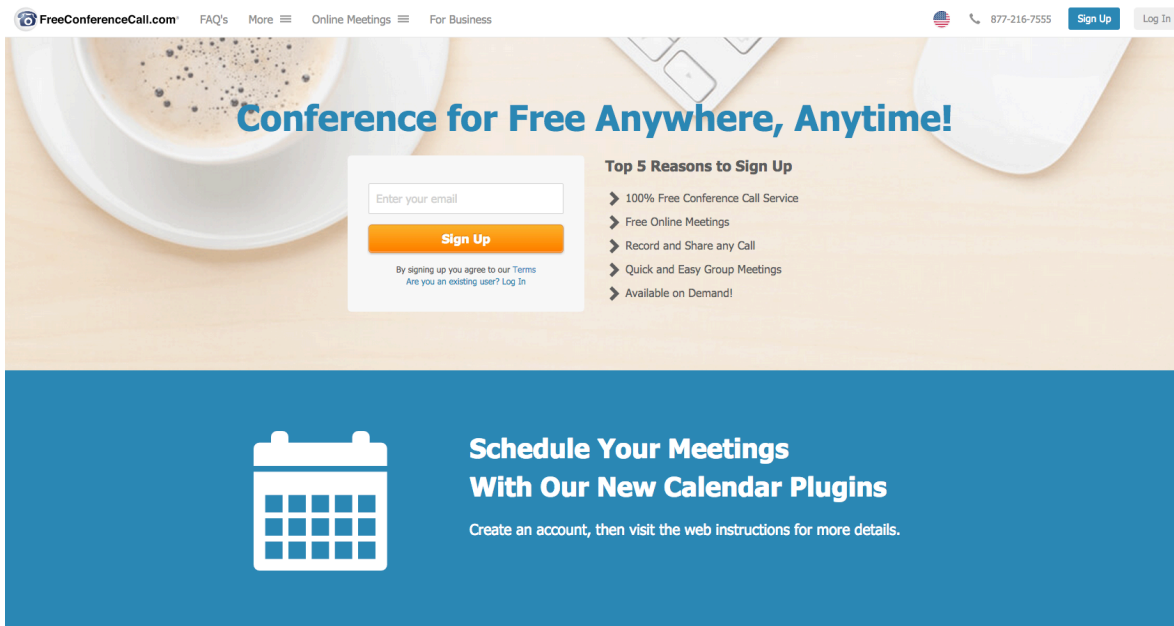 FreeConferenceCall.com® FAQ's More Online Meetings For Business 877-216-7555 Sign Up Log In
Conference for Free Anywhere, Anytime!
Enter your email
Sign Up
By signing up you agree to our Terms
Are you an existing user? Log In
Top 5 Reasons to Sign Up
100% Free Conference Call Service
Free Online Meetings
Record and Share any Call
Quick and Easy Group Meetings
Available on Demand!
Schedule Your Meetings
With Our New Calendar Plugins
Create an account, then visit the web instructions for more details.